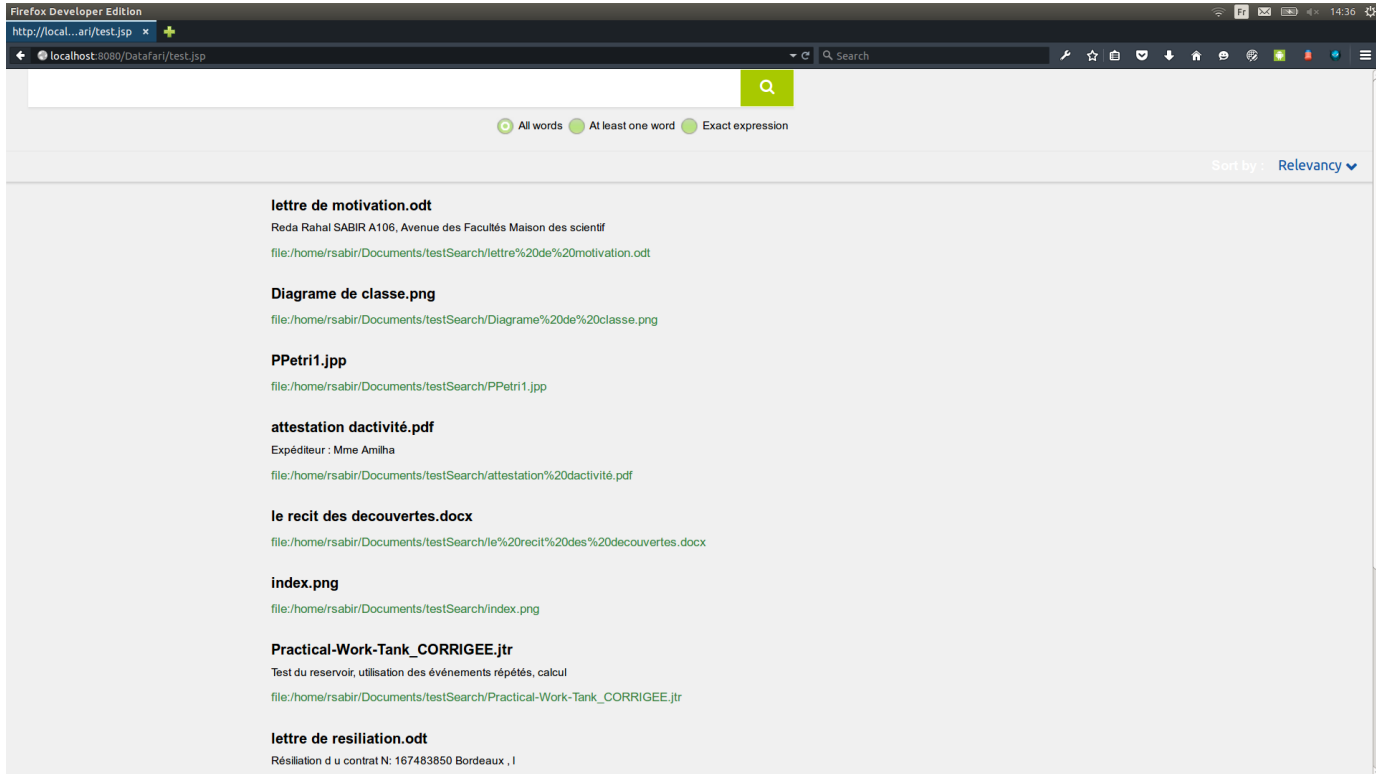 Firefox Developer Edition
Fr
14:36
http://local...ari/test.jsp
localhost:8080/Datafari/test.jsp
Search
All words At least one word Exact expression
Sort by : Relevancy
lettre de motivation.odt
Reda Rahal SABIR A106, Avenue des Facultés Maison des scientif
file:/home/rsabir/Documents/testSearch/lettre%20de%20motivation.odt
Diagrame de classe.png
file:/home/rsabir/Documents/testSearch/Diagrame%20de%20classe.png
PPetri1.jpp
file:/home/rsabir/Documents/testSearch/PPetri1.jpp
attestation dactivité.pdf
Expéditeur : Mme Amilha
file:/home/rsabir/Documents/testSearch/attestation%20dactivité.pdf
le recit des decouvertes.docx
file:/home/rsabir/Documents/testSearch/le%20recit%20des%20decouvertes.docx
index.png
file:/home/rsabir/Documents/testSearch/index.png
Practical-Work-Tank_CORRIGEE.jtr
Test du reservoir, utilisation des événements répétés, calcul
file:/home/rsabir/Documents/testSearch/Practical-Work-Tank_CORRIGEE.jtr
lettre de resiliation.odt
Résiliation d u contrat N: 167483850 Bordeaux , l